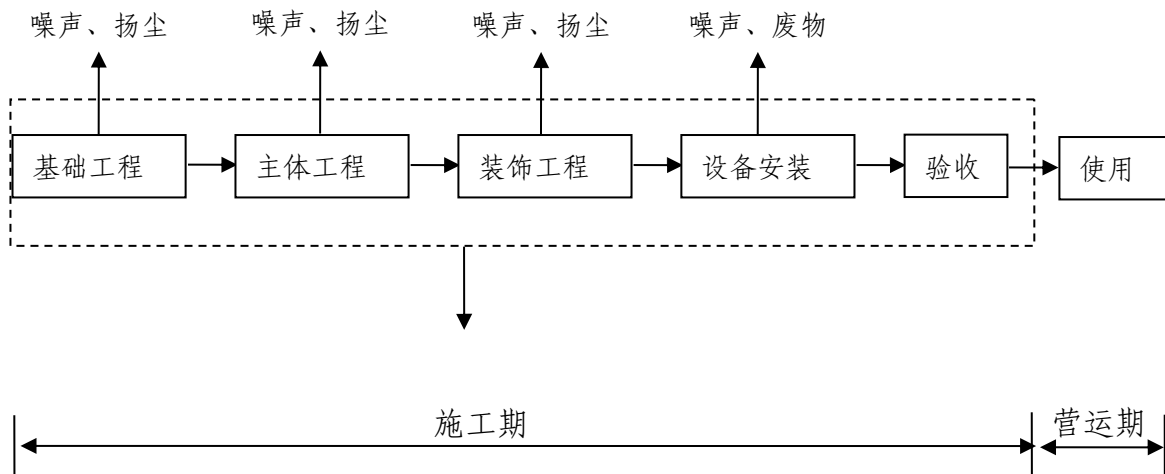 噪声、扬尘 噪声、扬尘 噪声、扬尘 噪声、废物
基础工程 主体工程 装饰工程 设备安装 验收 使用
施工期 营运期